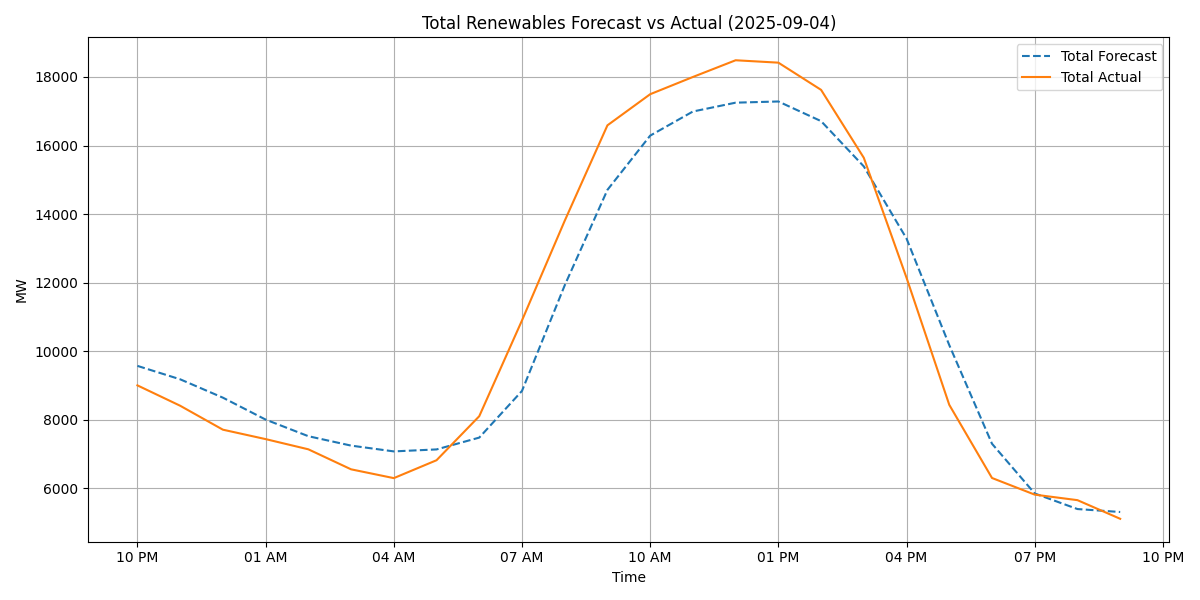 Total Renewables Forecast vs Actual (2025-09-04)
Total Forecast
Total Actual
MW
18000
16000
14000
12000
10000
8000
6000
10 PM
01 AM
04 AM
07 AM
10 AM
01 PM
04 PM
07 PM
10 PM
Time